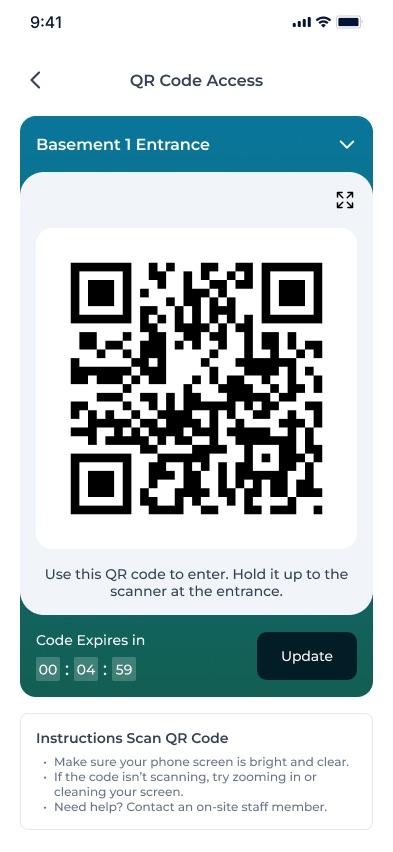 9:41
QR Code Access
Basement 1 Entrance
Use this QR code to enter. Hold it up to the
scanner at the entrance.
Code Expires in
00 : 04 : 59
Update
Instructions Scan QR Code
• Make sure your phone screen is bright and clear.
• If the code isn’t scanning, try zooming in or
cleaning your screen.
• Need help? Contact an on-site staff member.